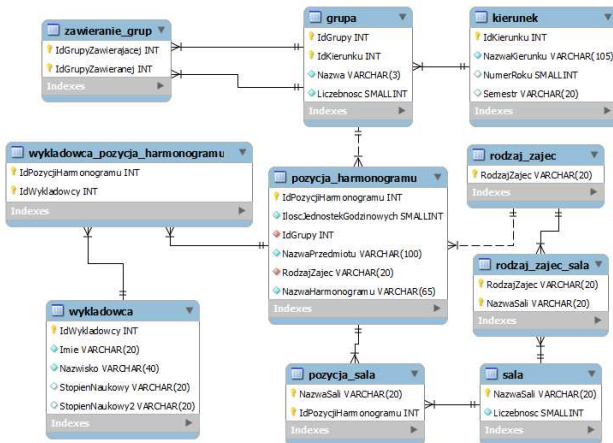 zawieranie_grup
IdGrupyZawierajacej INT
IdGrupyZawieranej INT
Indexes
grupa
IdGrupy INT
IdKierunku INT
Nazwa VARCHAR(3)
Liczebnosc SMALLINT
Indexes
kierunek
IdKierunku INT
NazwaKierunku VARCHAR(105)
NumerRoku SMALLINT
Semestr VARCHAR(20)
Indexes
wykladowca_pozycja_harmonogramu
IdPozycjiHarmonogramu INT
IdWykladowcy INT
Indexes
pozycja_harmonogramu
IdPozycjiHarmonogramu INT
IloscJednostekGodzinowych SMALLINT
IdGrupy INT
NazwaPrzedmiotu VARCHAR(100)
RodzajZajec VARCHAR(20)
NazwaHarmonogramu VARCHAR(65)
Indexes
rodzaj_zajec
RodzajZajec VARCHAR(20)
Indexes
rodzaj_zajec_sala
RodzajZajec VARCHAR(20)
NazwaSali VARCHAR(20)
Indexes
wykladowca
IdWykladowcy INT
Imie VARCHAR(20)
Nazwisko VARCHAR(40)
StopienNaukowy VARCHAR(20)
StopienNaukowy2 VARCHAR(20)
Indexes
pozycja_sala
NazwaSali VARCHAR(20)
IdPozycjiHarmonogramu INT
Indexes
sala
NazwaSali VARCHAR(20)
Liczebnosc SMALLINT
Indexes